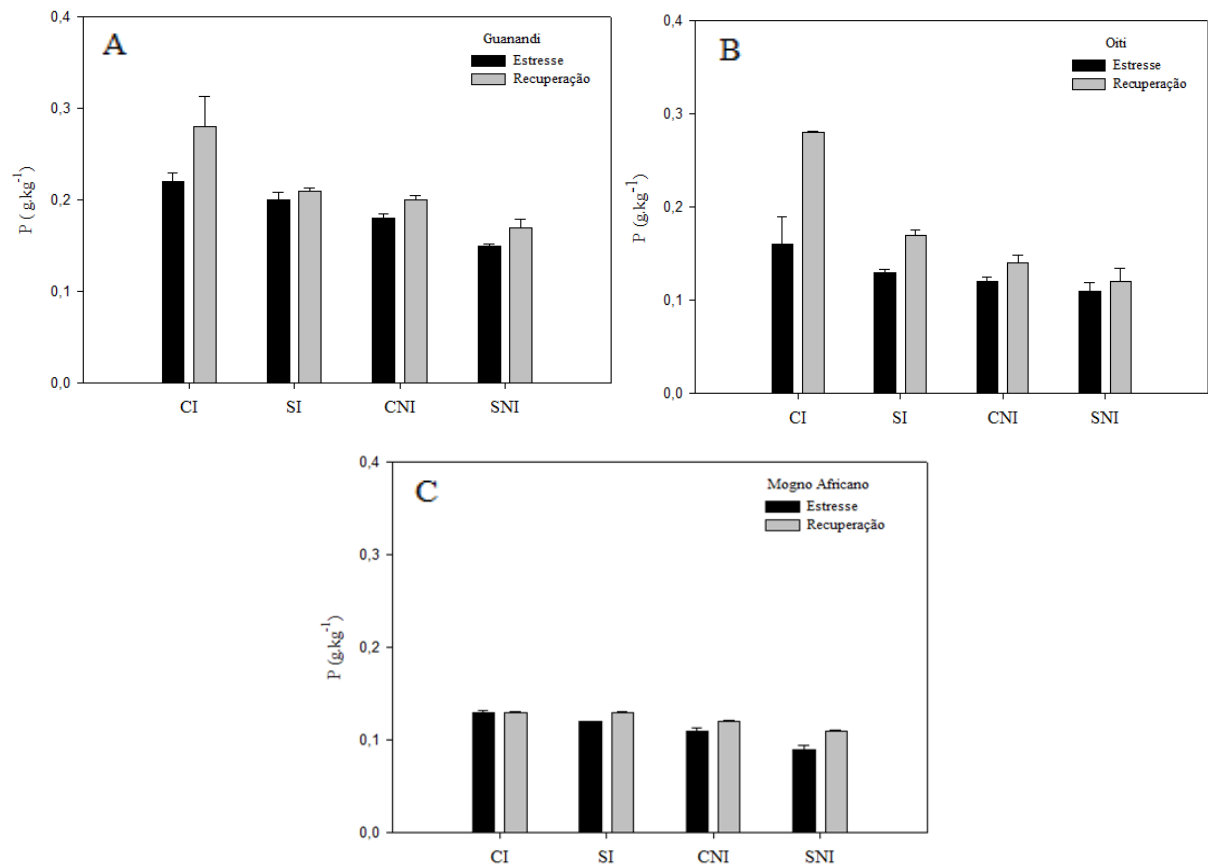 A
Guanandi
Estresse
Recuperação
P ( g.kg⁻¹)
0,4
0,3
0,2
0,1
0,0
CI SI CNI SNI
B
Oiti
Estresse
Recuperação
P (g.kg⁻¹)
0,4
0,3
0,2
0,1
0,0
CI SI CNI SNI
C
Mogno Africano
Estresse
Recuperação
P (g.kg⁻¹)
0,4
0,3
0,2
0,1
0,0
CI SI CNI SNI